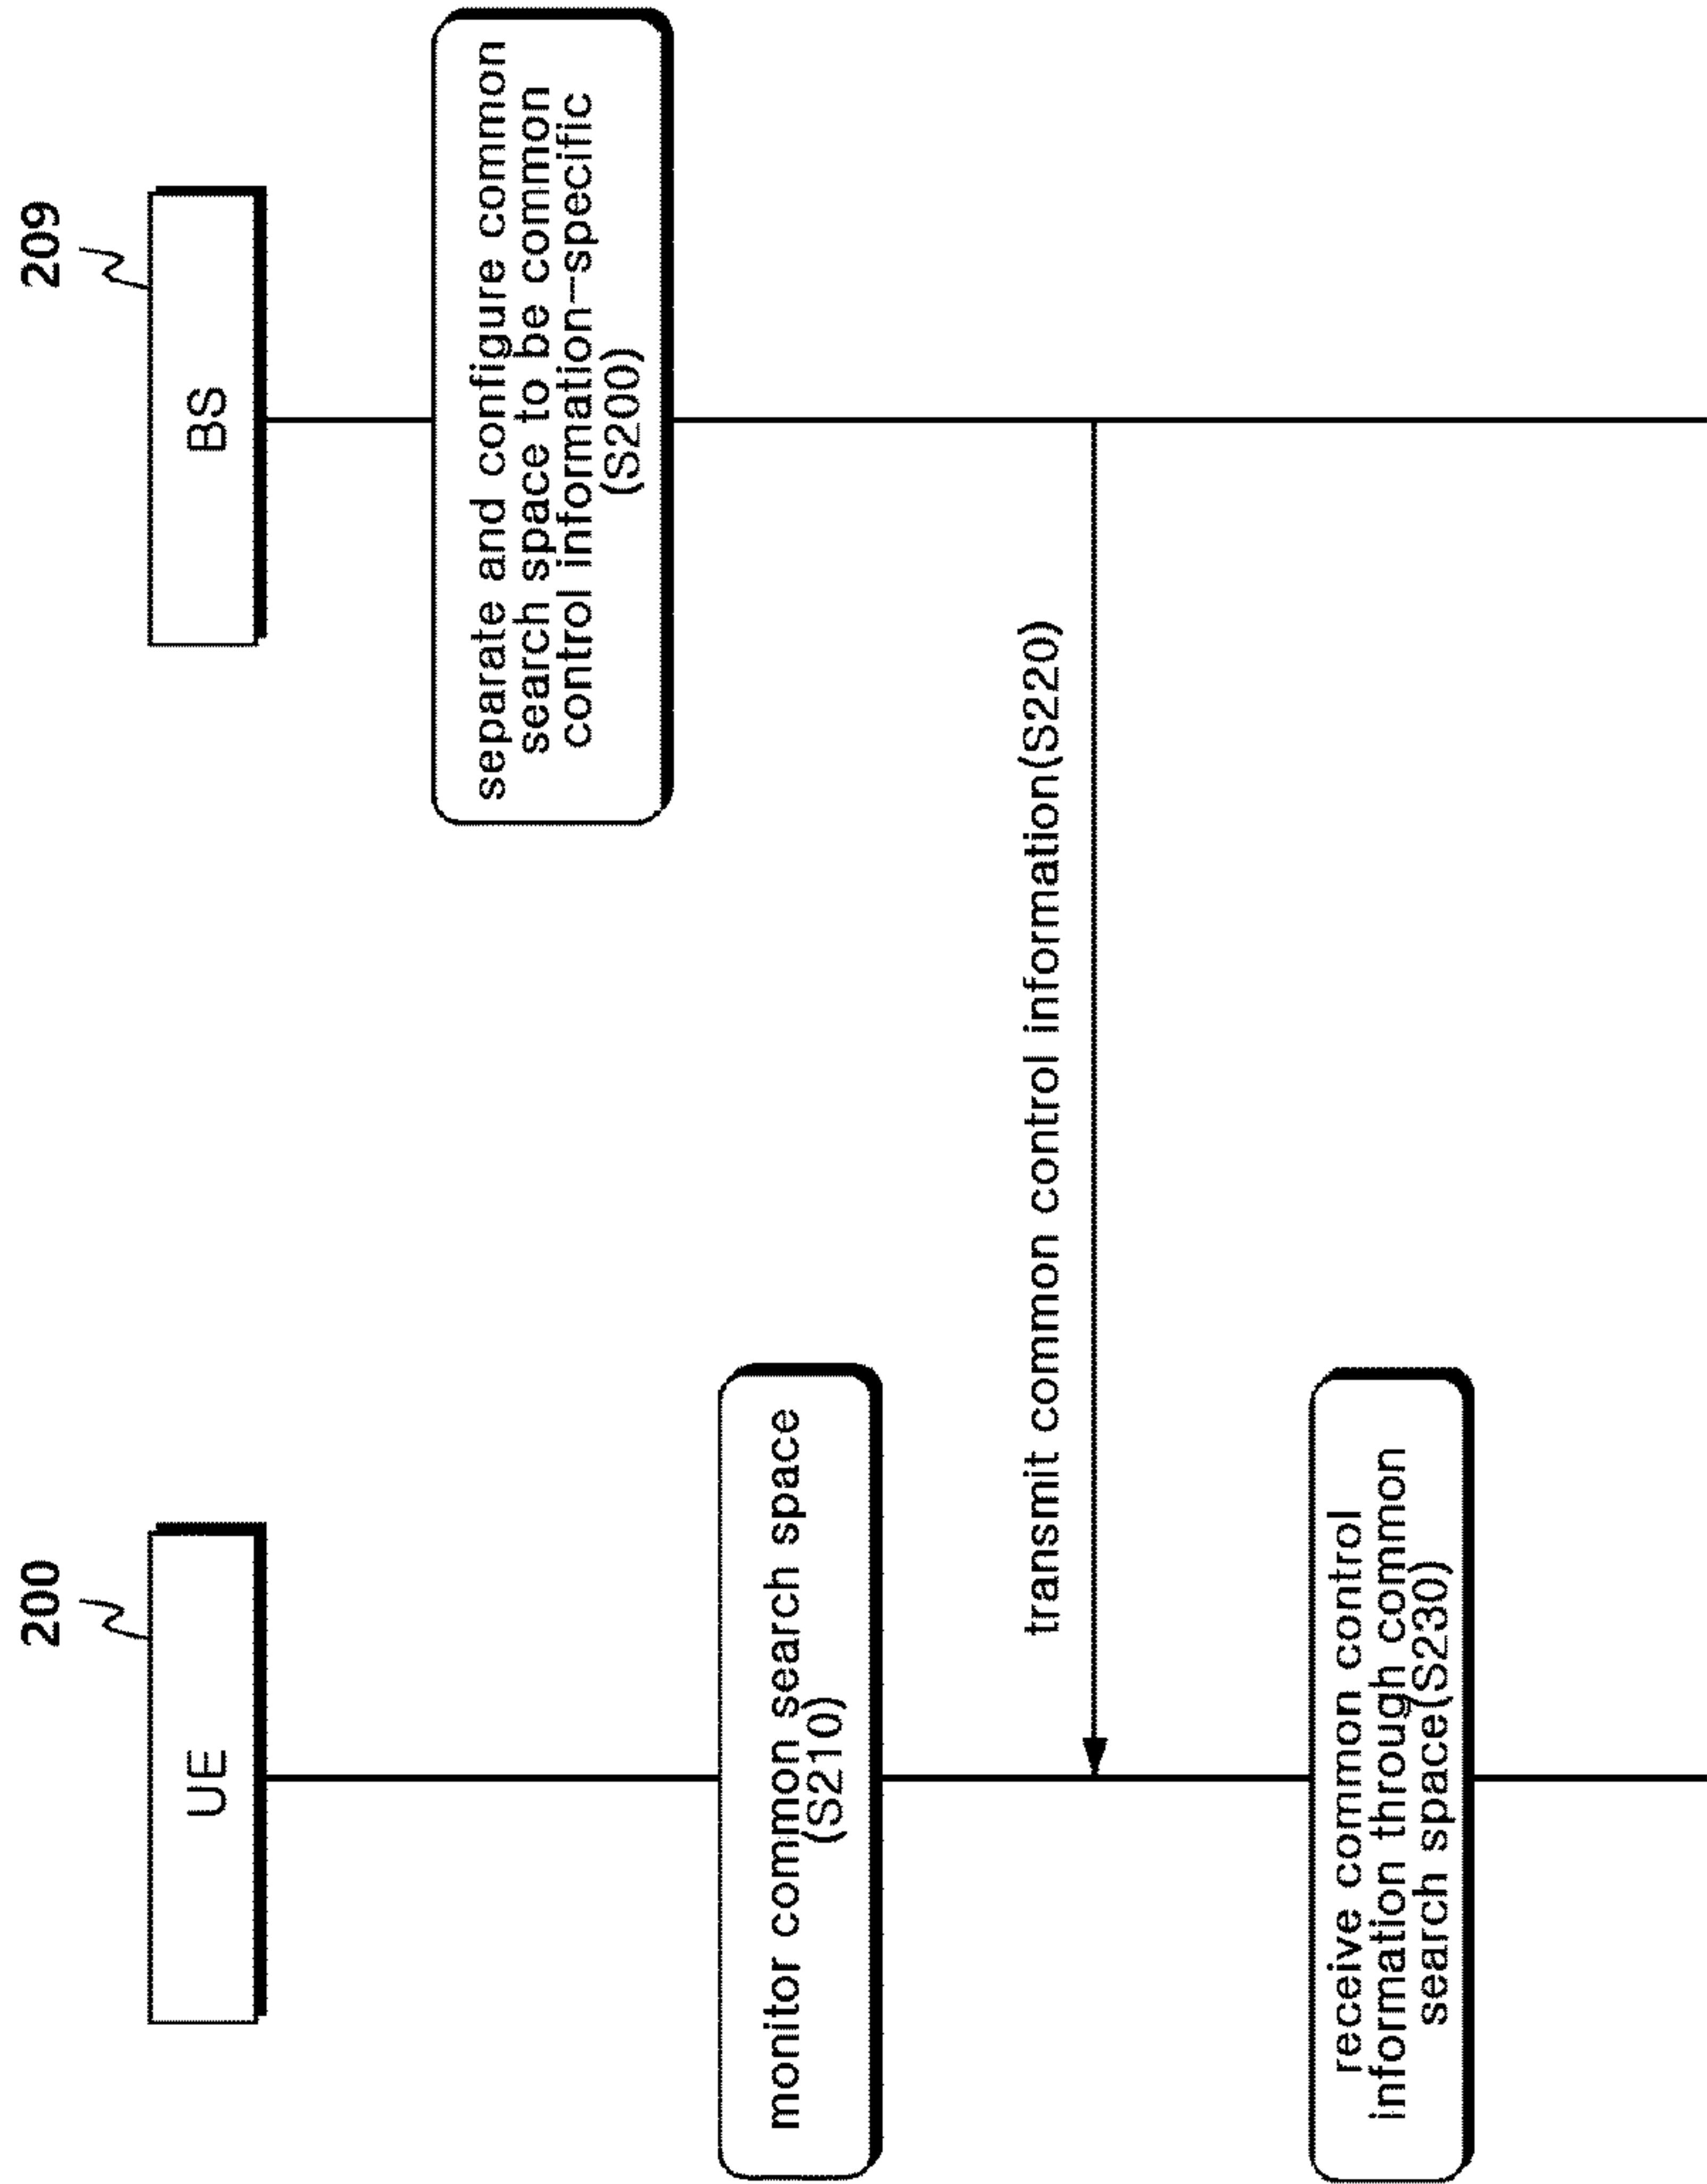 200
209
UE
BS
separate and configure common
search space to be common
control information-specific
(S200)
monitor common search space
(S210)
transmit common control information(S220)
receive common control
information through common
search space(S230)